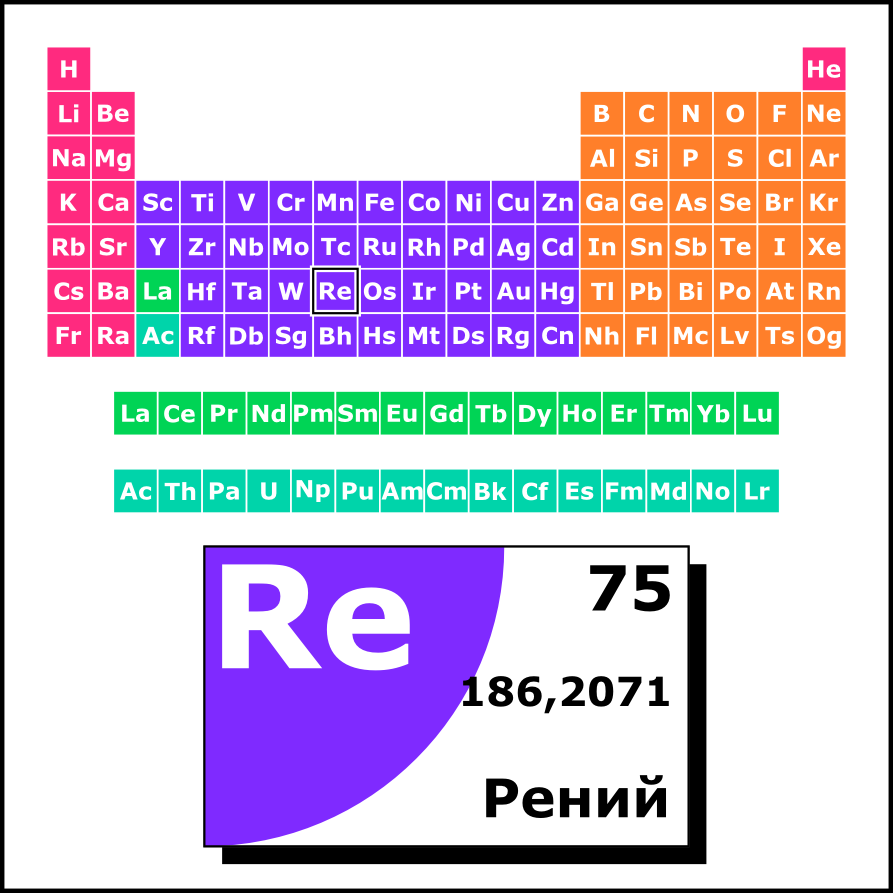 H He
Li Be B C N O F Ne
Na Mg Al Si P S Cl Ar
K Ca Sc Ti V Cr Mn Fe Co Ni Cu Zn Ga Ge As Se Br Kr
Rb Sr Y Zr Nb Mo Tc Ru Rh Pd Ag Cd In Sn Sb Te I Xe
Cs Ba La Hf Ta W Re Os Ir Pt Au Hg Tl Pb Bi Po At Rn
Fr Ra Ac Rf Db Sg Bh Hs Mt Ds Rg Cn Nh Fl Mc Lv Ts Og
La Ce Pr Nd Pm Sm Eu Gd Tb Dy Ho Er Tm Yb Lu
Ac Th Pa U Np Pu Am Cm Bk Cf Es Fm Md No Lr
Re 75
186,2071
Рений